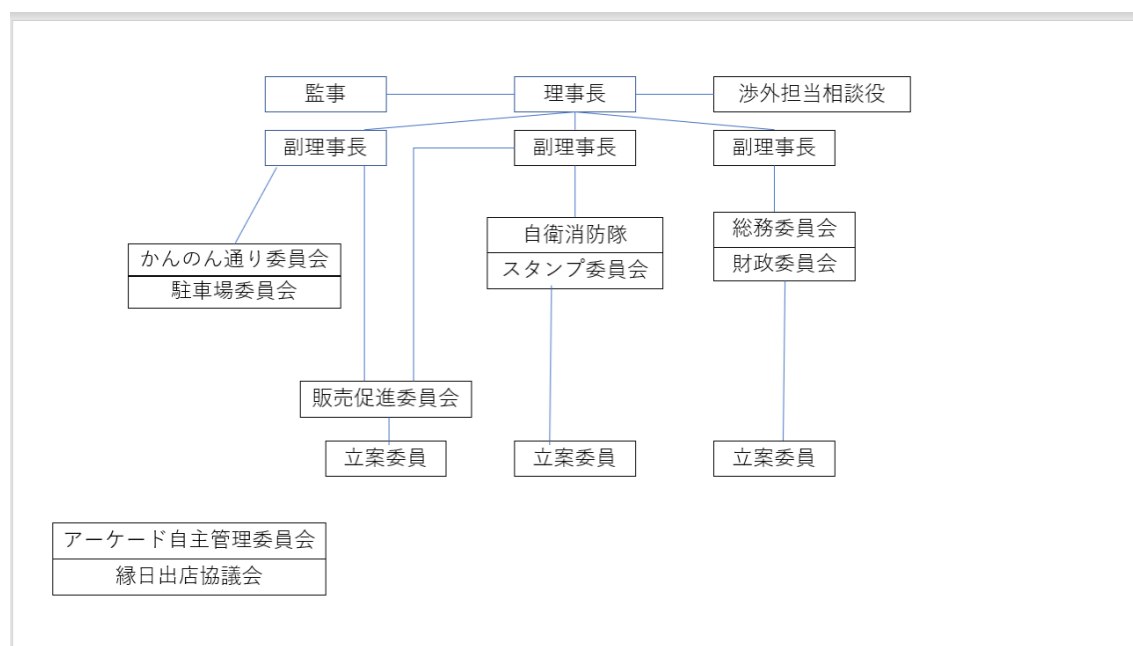 監事
理事長
渉外担当相談役
副理事長
副理事長
副理事長
かんのん通り委員会
駐車場委員会
自衛消防隊
スタンプ委員会
総務委員会
財政委員会
販売促進委員会
立案委員
立案委員
立案委員
アーケード自主管理委員会
縁日出店協議会